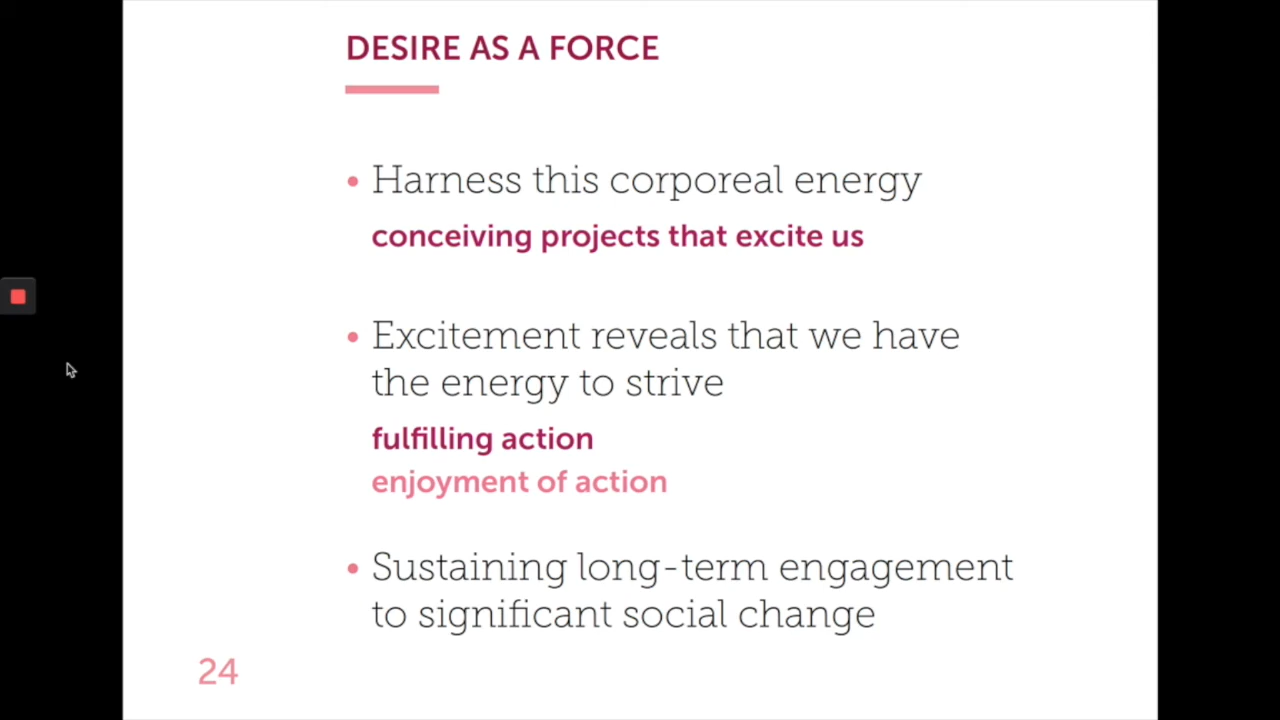 DESIRE AS A FORCE
• Harness this corporeal energy
conceiving projects that excite us
• Excitement reveals that we have
the energy to strive
fulfilling action
enjoyment of action
• Sustaining long-term engagement
to significant social change
24